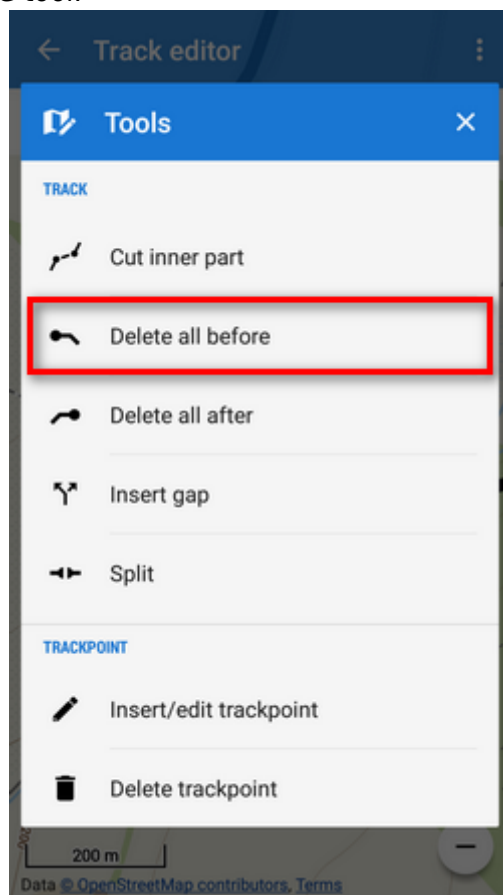 Track editor
Tools
TRACK
Cut inner part
Delete all before
Delete all after
Insert gap
Split
TRACKPOINT
Insert/edit trackpoint
Delete trackpoint
200 m
Data © OpenStreetMap contributors, Terms